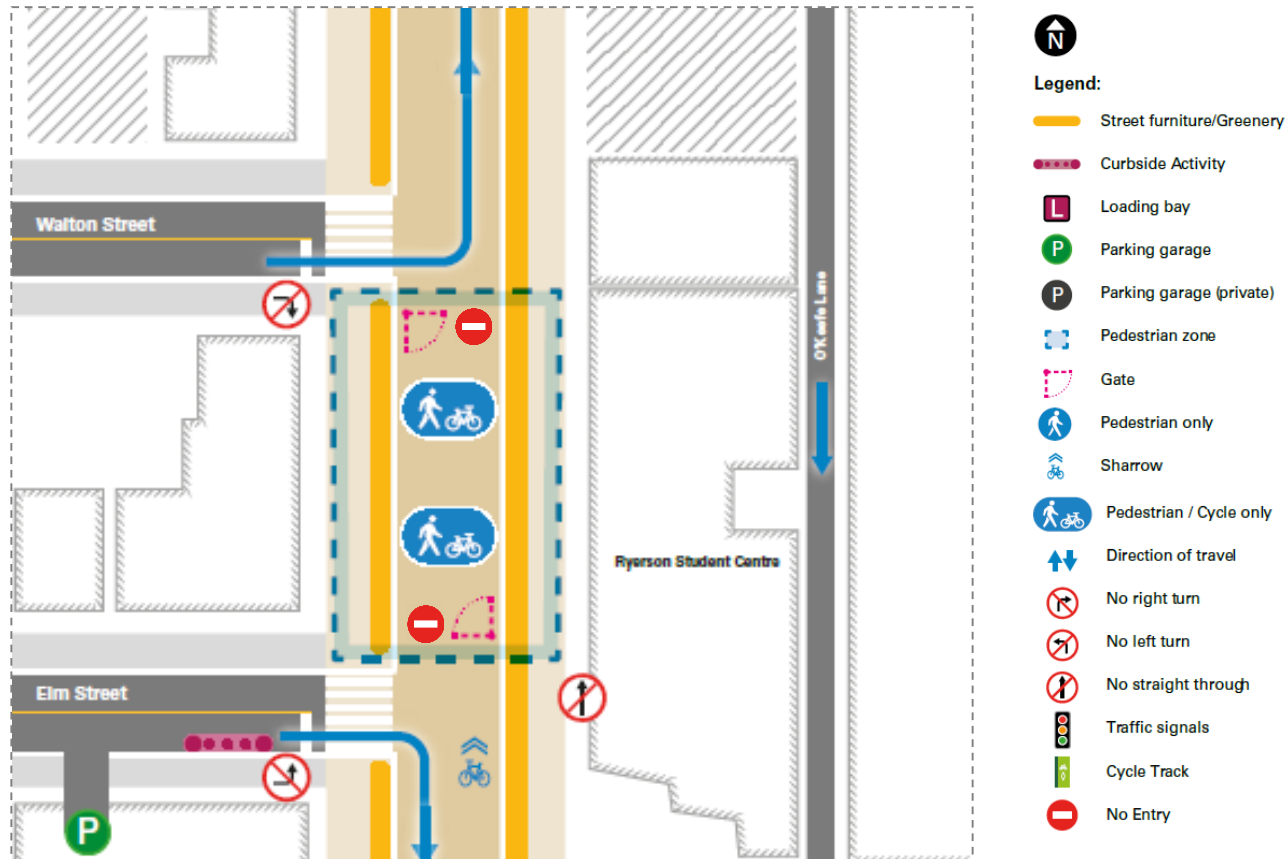 N
Legend:
Street furniture/Greenery
Curbside Activity
L
Loading bay
P
Parking garage
P
Parking garage (private)
Pedestrian zone
Gate
Pedestrian only
Sharrow
Pedestrian / Cycle only
Direction of travel
No right turn
No left turn
No straight through
Traffic signals
Cycle Track
No Entry
Walton Street
O'Keefe Lane
Ryerson Student Centre
Elm Street
P